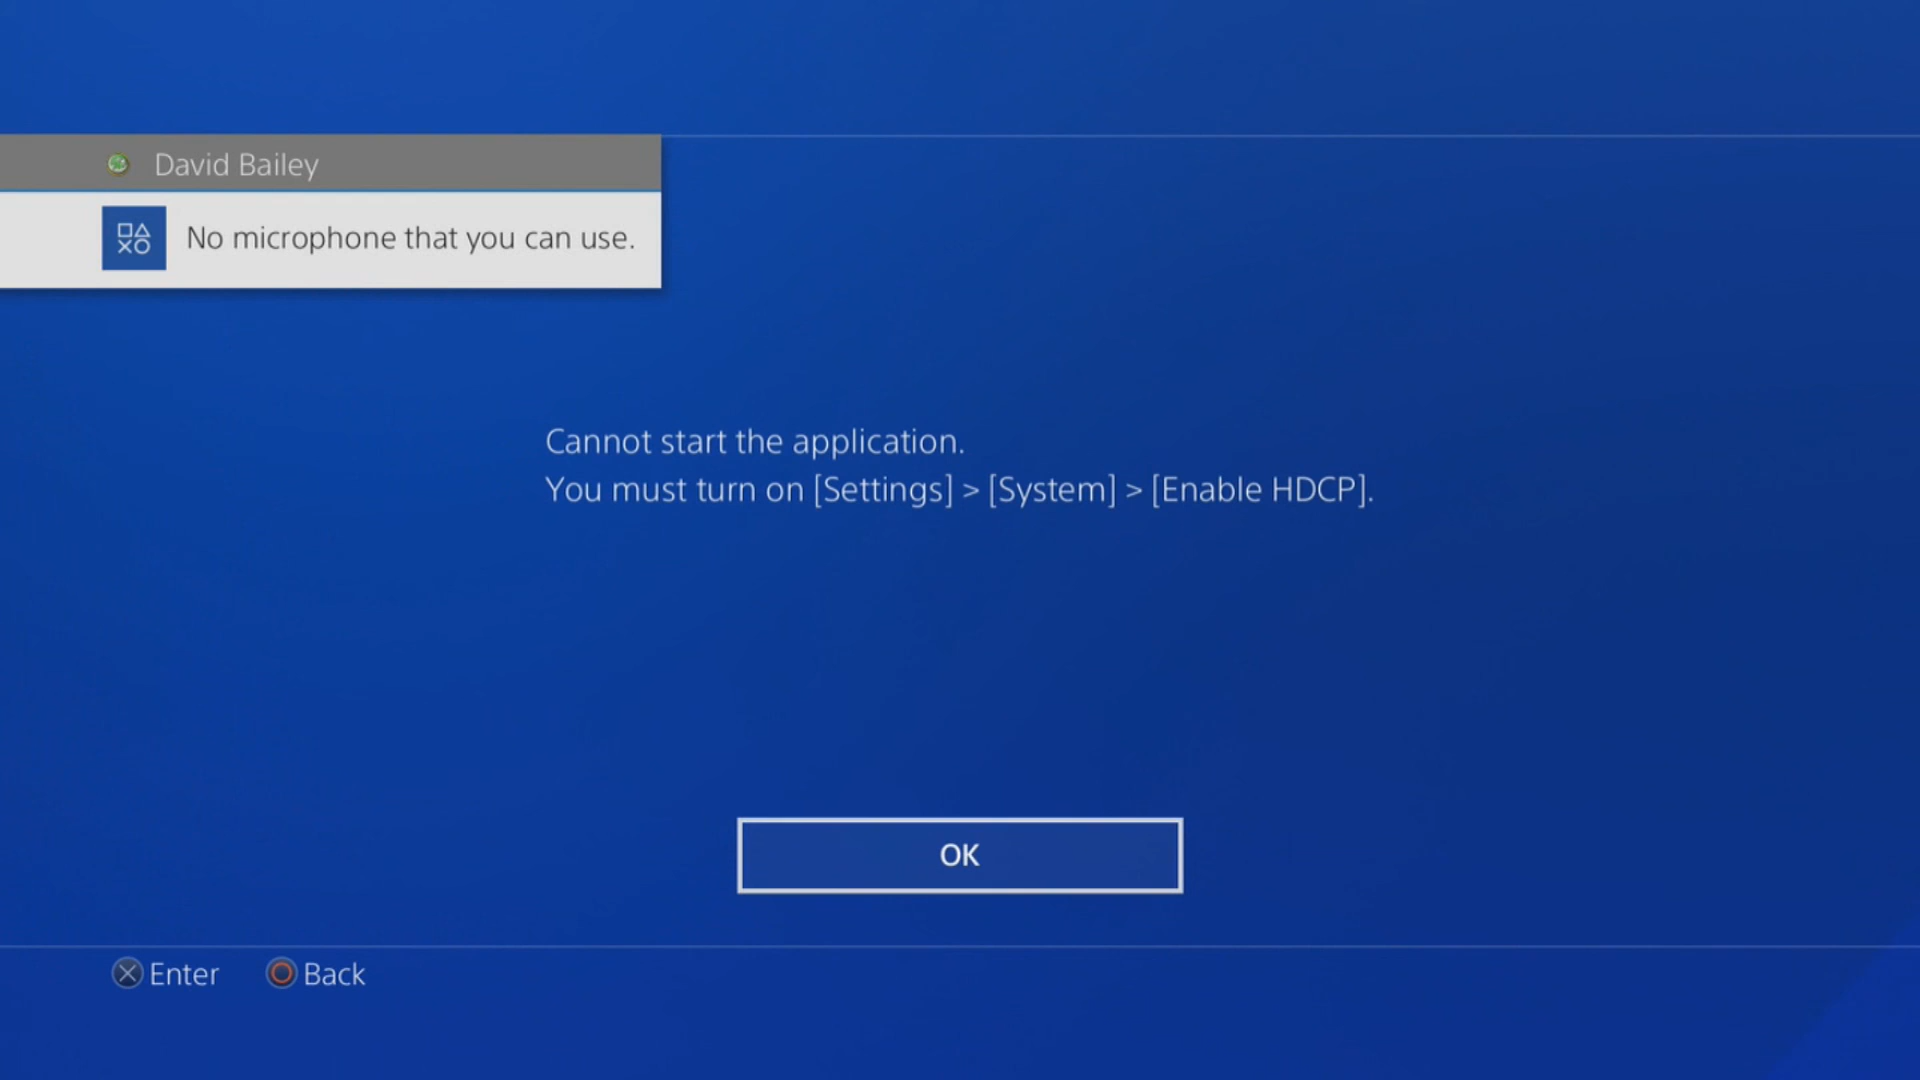 David Bailey
No microphone that you can use.
Cannot start the application.
You must turn on [Settings] > [System] > [Enable HDCP].
OK
Enter Back